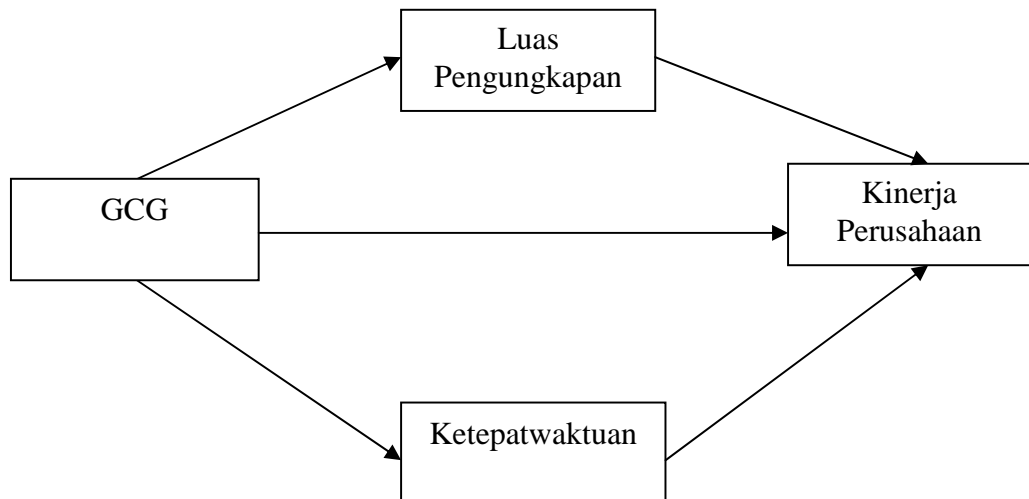 Luas
Pengungkapan
GCG
Kinerja
Perusahaan
Ketepatwaktuan